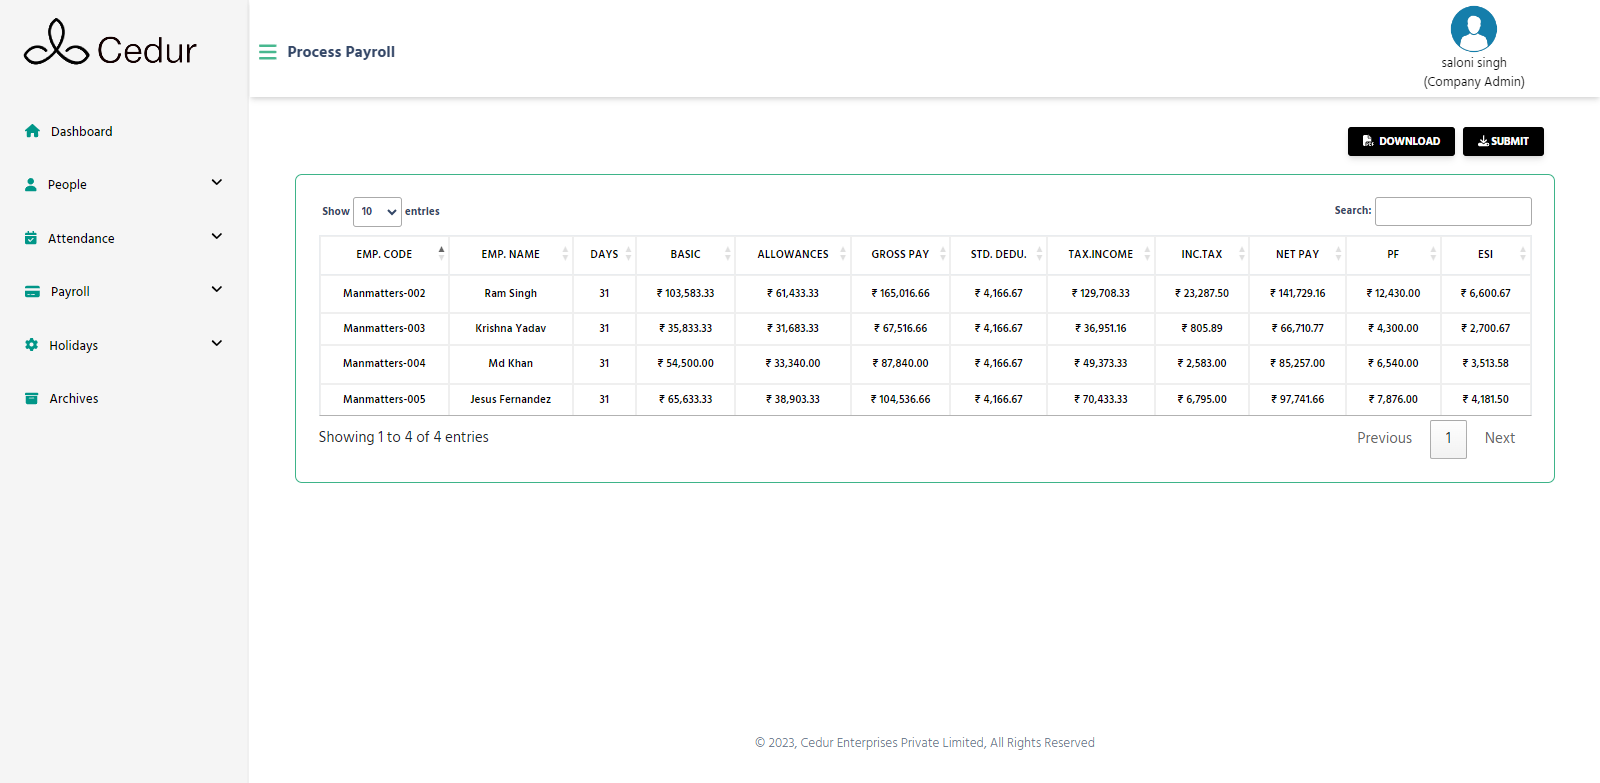 Cedur
Process Payroll
saloni singh
(Company Admin)
Dashboard
People
Attendance
Payroll
Holidays
Archives
DOWNLOAD SUBMIT
Show 10 entries Search:
EMP. CODE EMP. NAME DAYS BASIC ALLOWANCES GROSS PAY STD. DEDU. TAX.INCOME INC.TAX NET PAY PF ESI
Manmatters-002 Ram Singh 31 ₹ 103,583.33 ₹ 61,433.33 ₹ 165,016.66 ₹ 4,166.67 ₹ 129,708.33 ₹ 23,287.50 ₹ 141,729.16 ₹ 12,430.00 ₹ 6,600.67
Manmatters-003 Krishna Yadav 31 ₹ 35,833.33 ₹ 31,683.33 ₹ 67,516.66 ₹ 4,166.67 ₹ 36,951.16 ₹ 805.89 ₹ 66,710.77 ₹ 4,300.00 ₹ 2,700.67
Manmatters-004 Md Khan 31 ₹ 54,500.00 ₹ 33,340.00 ₹ 87,840.00 ₹ 4,166.67 ₹ 49,373.33 ₹ 2,583.00 ₹ 85,257.00 ₹ 6,540.00 ₹ 3,513.58
Manmatters-005 Jesus Fernandez 31 ₹ 65,633.33 ₹ 38,903.33 ₹ 104,536.66 ₹ 4,166.67 ₹ 70,433.33 ₹ 6,795.00 ₹ 97,741.66 ₹ 7,876.00 ₹ 4,181.50
Showing 1 to 4 of 4 entries Previous 1 Next
© 2023, Cedur Enterprises Private Limited, All Rights Reserved